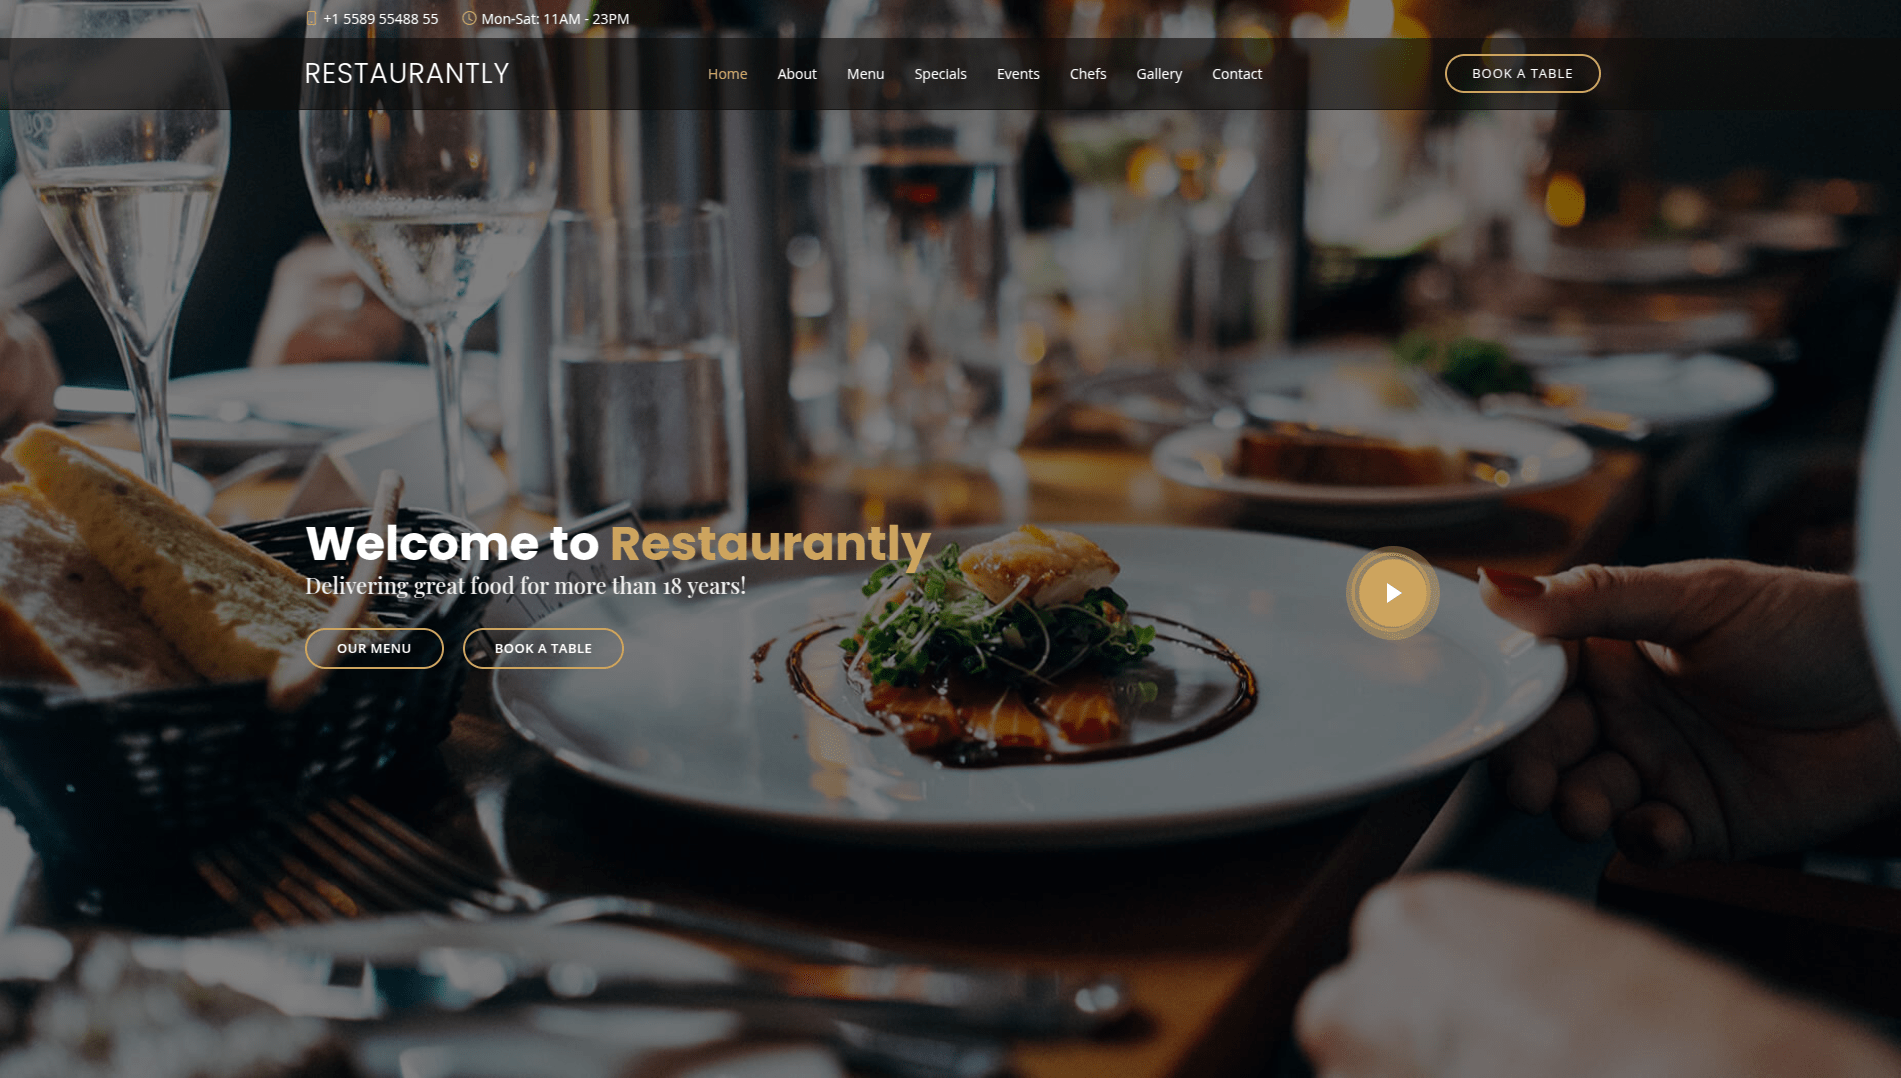 +1 5589 55488 55 Mon-Sat: 11AM - 23PM
RESTAURANTLY Home About Menu Specials Events Chefs Gallery Contact BOOK A TABLE
Welcome to Restaurantly
Delivering great food for more than 18 years!
OUR MENU BOOK A TABLE